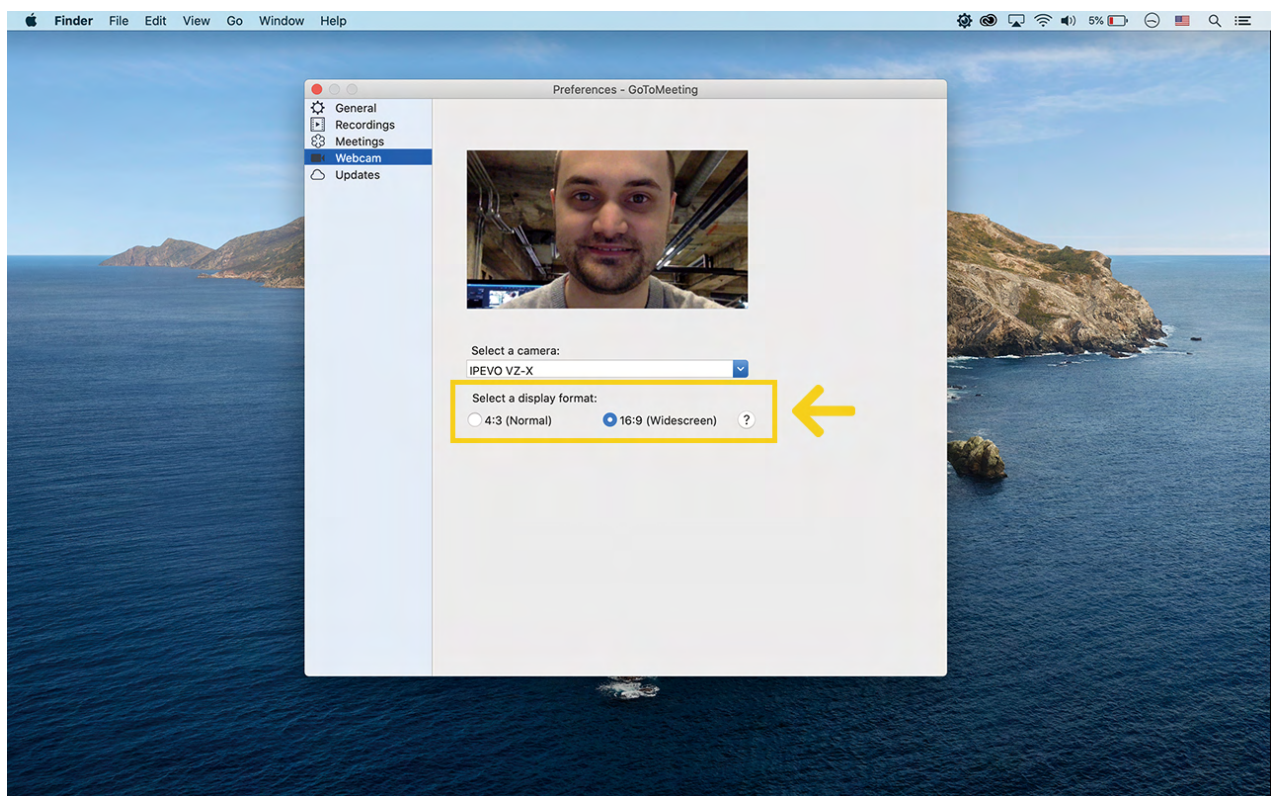 Finder File Edit View Go Window Help 5%
Preferences - GoToMeeting
General
Recordings
Meetings
Webcam
Updates
Select a camera:
IPEVO VZ-X
Select a display format:
4:3 (Normal) 16:9 (Widescreen) ?